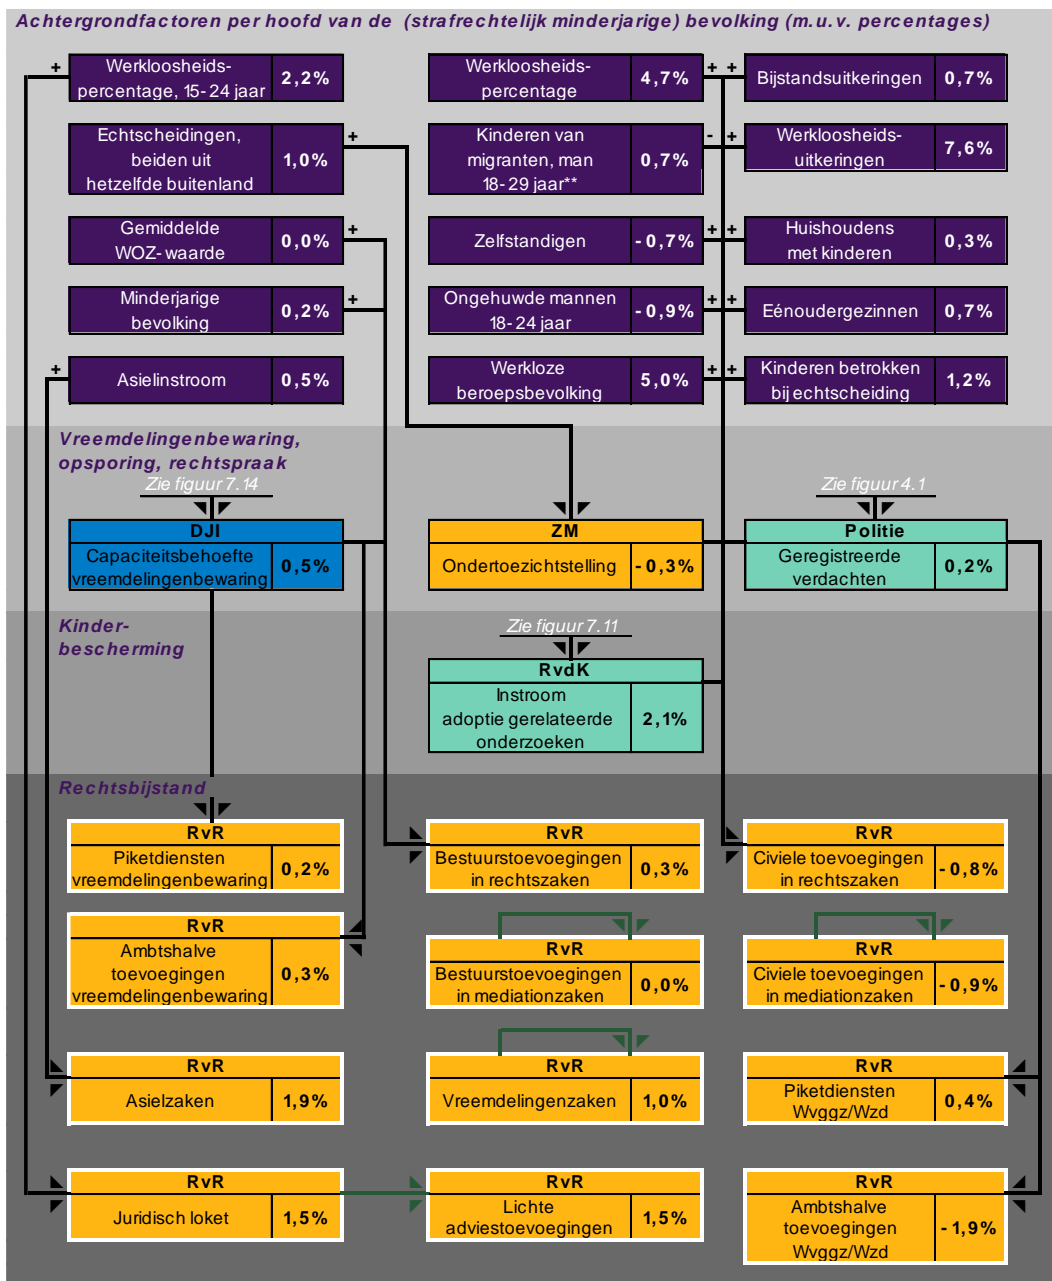 Achtergrondfactoren per hoofd van de (strafrechtelijk minderjarige) bevolking (m.u.v. percentages)
+
Werkloosheids-
percentage, 15-24 jaar
2,2%
Werkloosheids-
percentage
4,7%
+ +
Bijstandsuitkeringen
0,7%
Echtscheidingen,
beiden uit
hetzelfde buitenland
1,0%
+
Kinderen van
migranten, man
18-29 jaar**
0,7%
- +
Werkloosheids-
uitkeringen
7,6%
Gemiddelde
WOZ-waarde
0,0%
+
Zelfstandigen
-0,7%
+ +
Huishoudens
met kinderen
0,3%
Minderjarige
bevolking
0,2%
+
Ongehuwde mannen
18-24 jaar
-0,9%
+ +
Eénoudergezinnen
0,7%
+
Asielinstroom
0,5%
Werkloze
beroepsbevolking
5,0%
+ +
Kinderen betrokken
bij echtscheiding
1,2%
Vreemdelingenbewaring,
opsporing, rechtspraak
Zie figuur 7.14
Zie figuur 4.1
DJI
Capaciteitsbehoefte
vreemdelingenbewaring
0,5%
ZM
Ondertoezichtstelling
-0,3%
Politie
Geregistreerde
verdachten
0,2%
Kinder-
bescherming
Zie figuur 7.11
RvdK
Instroom
adoptie gerelateerde
onderzoeken
2,1%
Rechtsbijstand
RvR
Piketdiensten
vreemdelingenbewaring
0,2%
RvR
Bestuurstoevoegingen
in rechtszaken
0,3%
RvR
Civiele toevoegingen
in rechtszaken
-0,8%
RvR
Ambtshalve
toevoegingen
vreemdelingenbewaring
0,3%
RvR
Bestuurstoevoegingen
in mediationzaken
0,0%
RvR
Civiele toevoegingen
in mediationzaken
-0,9%
RvR
Asielzaken
1,9%
RvR
Vreemdelingenzaken
1,0%
RvR
Piketdiensten
Wvggz/Wzd
0,4%
RvR
Juridisch loket
1,5%
RvR
Lichte
adviestoevoegingen
1,5%
RvR
Ambtshalve
toevoegingen
Wvggz/Wzd
-1,9%